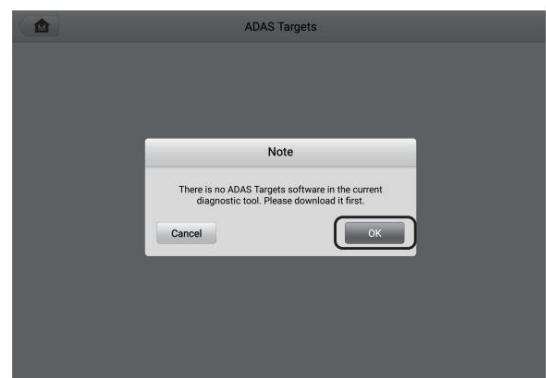 ADAS Targets
Note
There is no ADAS Targets software in the current
diagnostic tool. Please download it first.
Cancel
OK